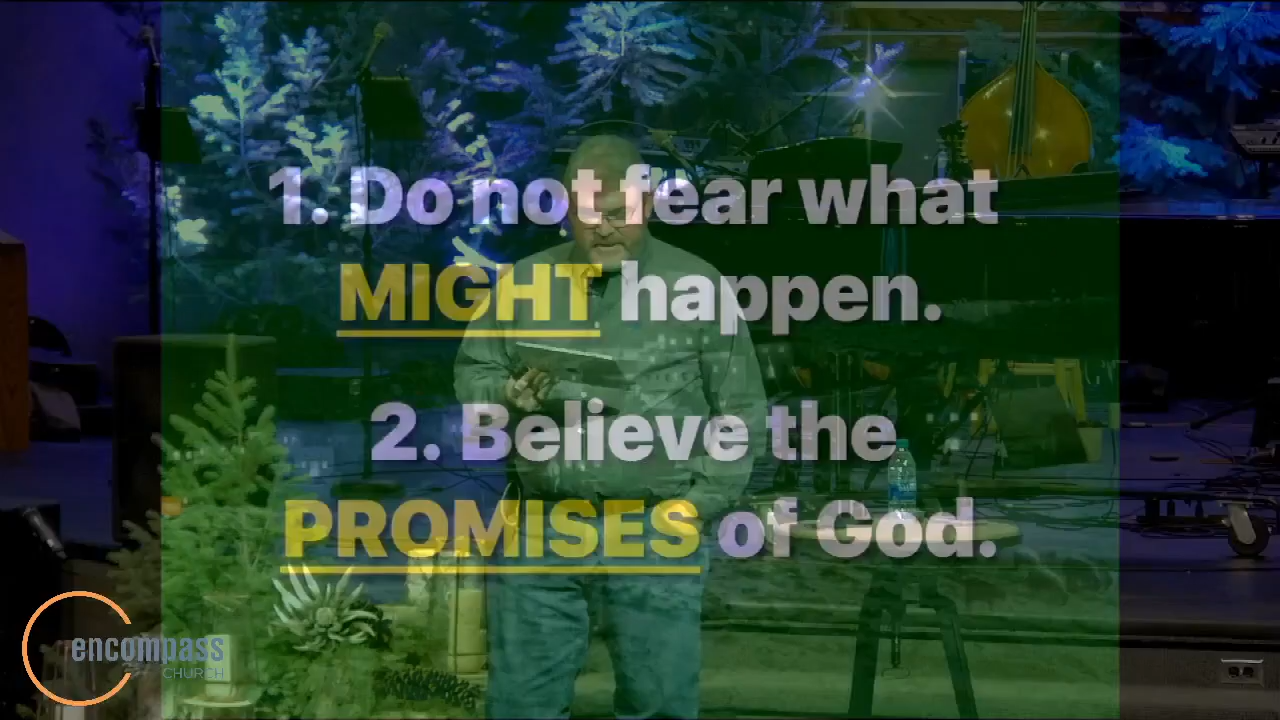 1. Do not fear what
MIGHT happen.
2. Believe the
PROMISES of God.
encompass
CHURCH